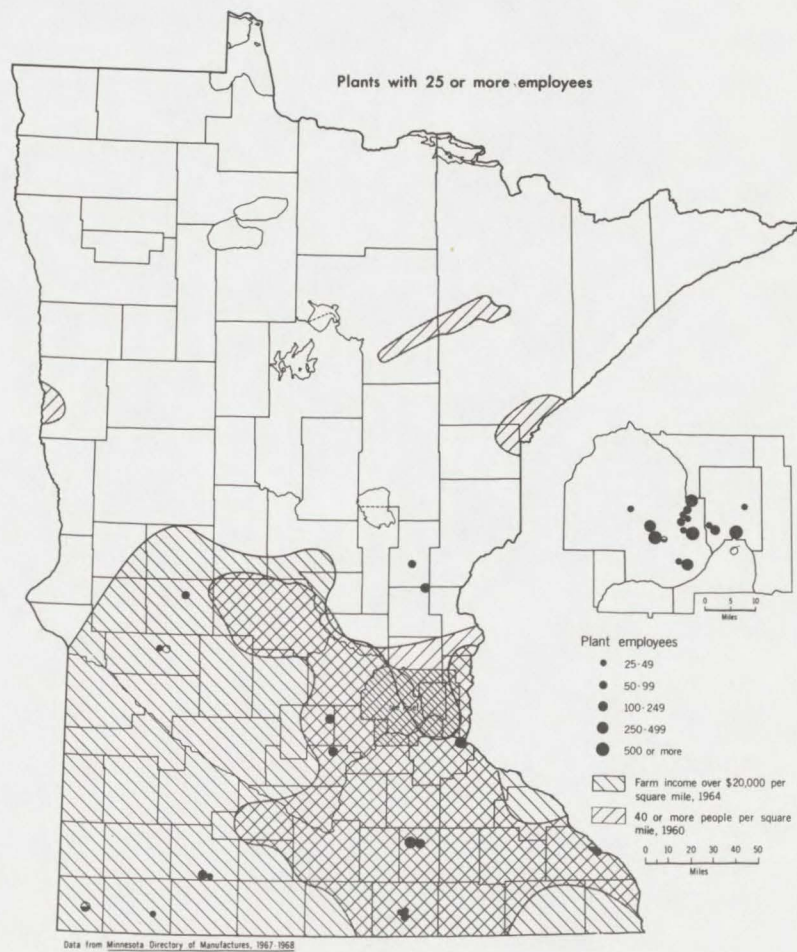 Plants with 25 or more employees
0 5 10
Miles
Plant employees
25-49
50-99
100-249
250-499
500 or more
Farm income over $20,000 per
square mile, 1964
40 or more people per square
mile, 1960
0 10 20 30 40 50
Miles
Data from Minnesota Directory of Manufactures, 1967-1968